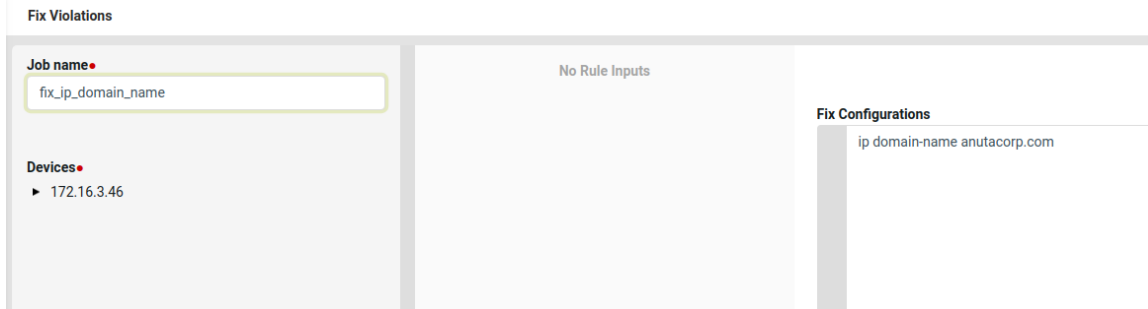 Fix Violations
Job name
fix_ip_domain_name
Devices
172.16.3.46
No Rule Inputs
Fix Configurations
ip domain-name anutacorp.com